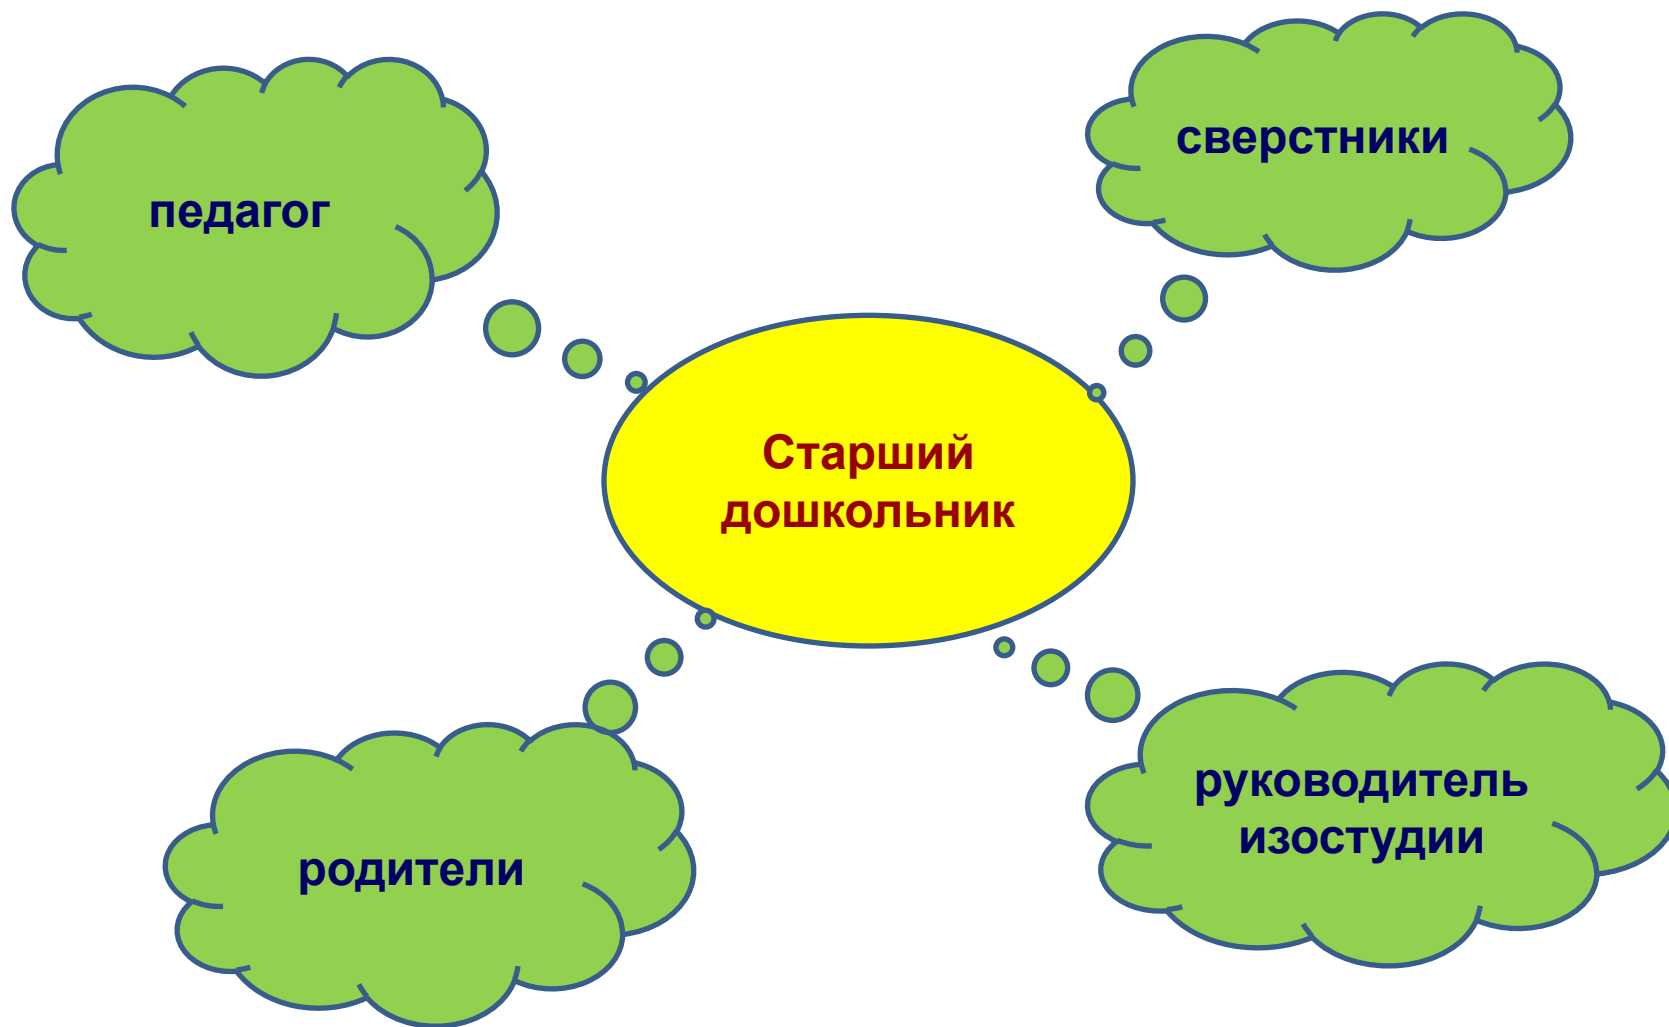 сверстники
педагог
Старший
дошкольник
руководитель
изостудии
родители